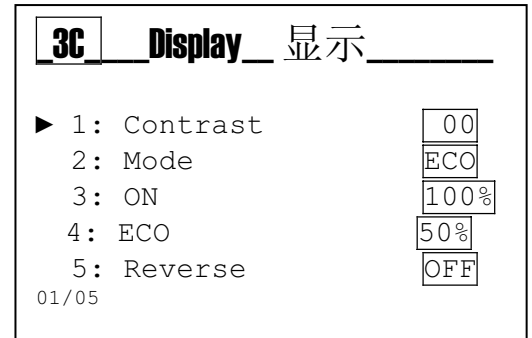 3C Display 显示
▶ 1: Contrast 00
2: Mode ECO
3: ON 100%
4: ECO 50%
5: Reverse OFF
01/05